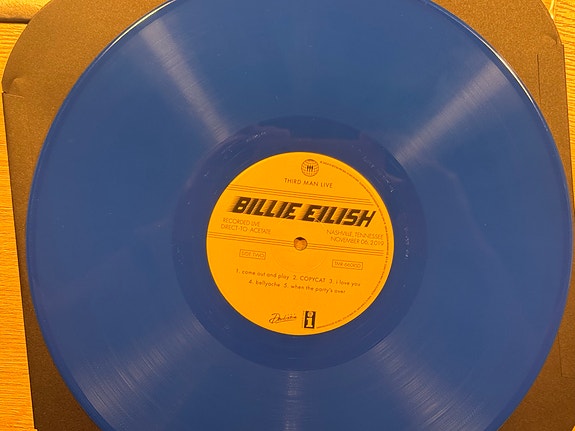 THIRD MAN LIVE
BILLIE EILISH
RECORDED LIVE
DIRECT-TO-ACETATE
NASHVILLE, TENNESSEE
NOVEMBER 06, 2019
SIDE TWO
1. come out and play 2. COPYCAT 3. i love you
4. bellyache 5. when the party's over